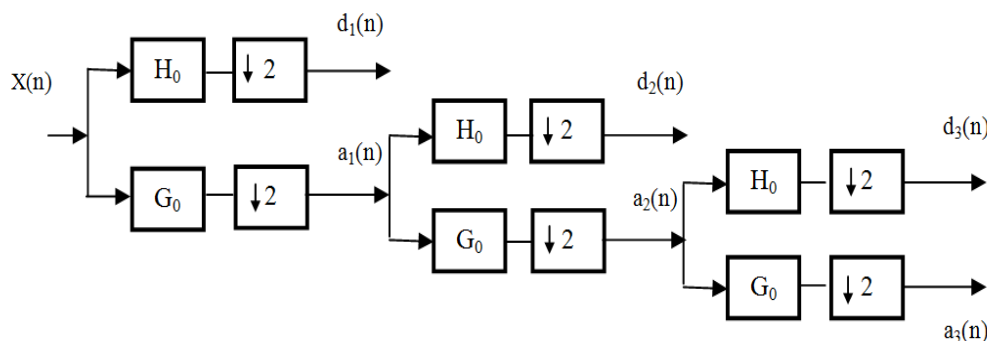 d₁(n)
X(n)
H₀ ↓ 2
d₂(n)
a₁(n)
H₀ ↓ 2
d₃(n)
G₀ ↓ 2
a₂(n)
H₀ ↓ 2
G₀ ↓ 2
G₀ ↓ 2
a₃(n)